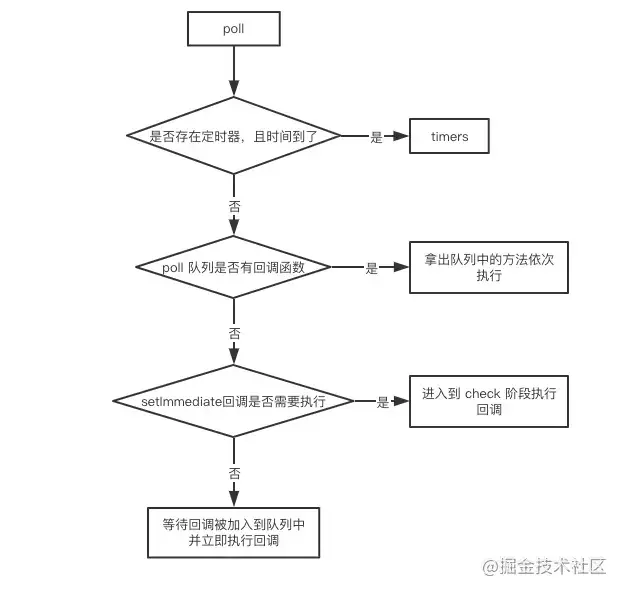 poll
是否存在定时器，且时间到了
是
timers
否
poll 队列是否有回调函数
是
拿出队列中的方法依次
执行
否
setImmediate回调是否需要执行
是
进入到 check 阶段执行
回调
否
等待回调被加入到队列中
并立即执行回调
@掘金技术社区